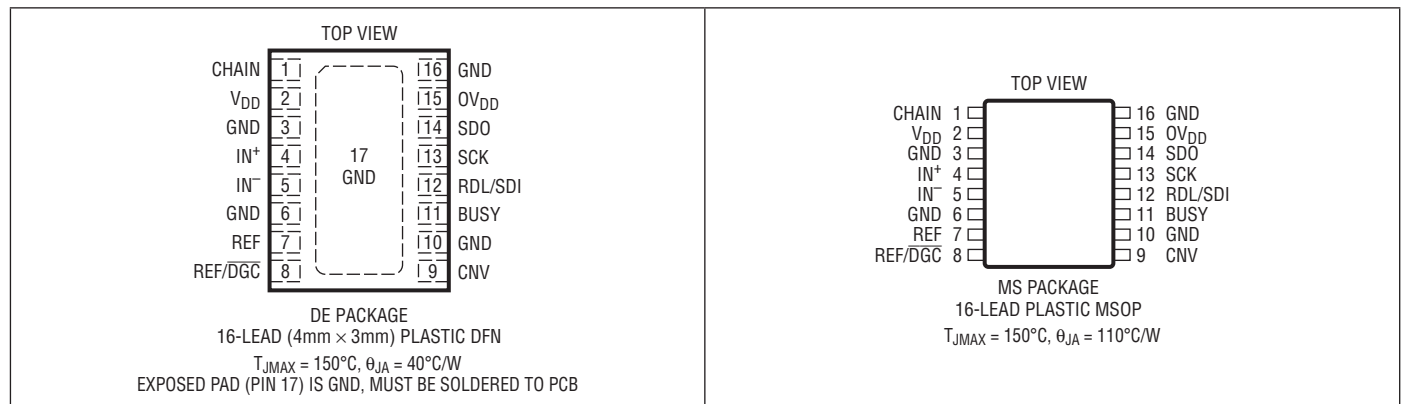 TOP VIEW
CHAIN 1 16 GND
VDD 2 15 OVDD
GND 3 14 SDO
IN+ 4 17 13 SCK
IN– 5 GND 12 RDL/SDI
GND 6 11 BUSY
REF 7 10 GND
REF/DGC 8 9 CNV
DE PACKAGE
16-LEAD (4mm × 3mm) PLASTIC DFN
TJMAX = 150°C, θJA = 40°C/W
EXPOSED PAD (PIN 17) IS GND, MUST BE SOLDERED TO PCB
TOP VIEW
CHAIN 1 16 GND
VDD 2 15 OVDD
GND 3 14 SDO
IN+ 4 13 SCK
IN– 5 12 RDL/SDI
GND 6 11 BUSY
REF 7 10 GND
REF/DGC 8 9 CNV
MS PACKAGE
16-LEAD PLASTIC MSOP
TJMAX = 150°C, θJA = 110°C/W